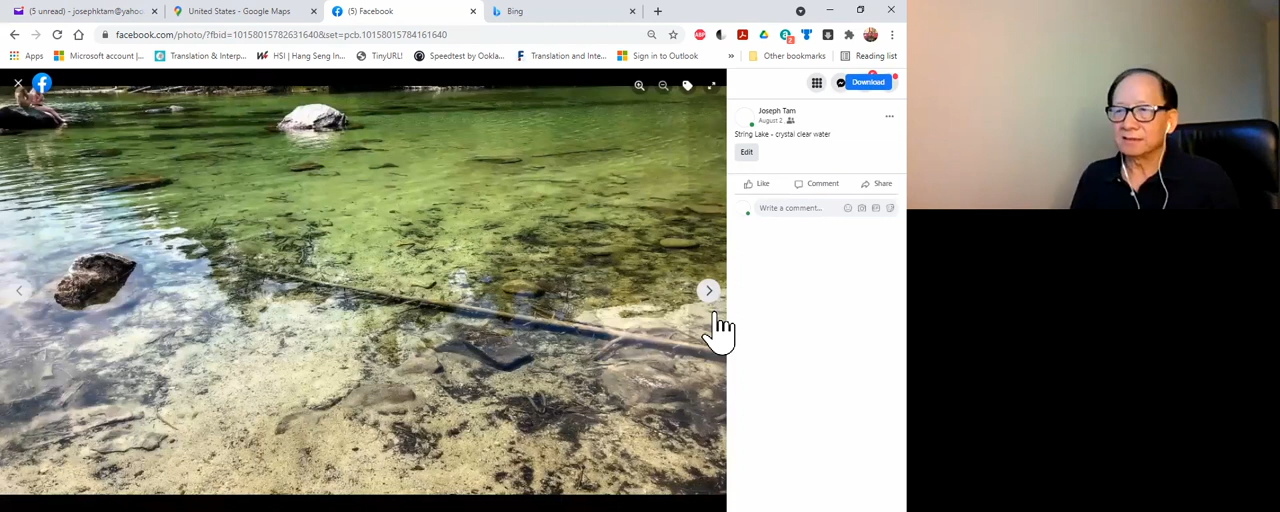 (5 unread) - josephktam@yahoo
United States - Google Maps
(5) Facebook
Bing
facebook.com/photo/?fbid=10158015782631640&set=pcb.10158015784161640
Apps
Microsoft account |...
Translation & Interp...
HSI | Hang Seng In...
TinyURL!
Speedtest by Ookla...
Translation and Inte...
Sign in to Outlook
»
Other bookmarks
Reading list
Download
Joseph Tam
August 2
String Lake - crystal clear water
Edit
Like
Comment
Share
Write a comment...